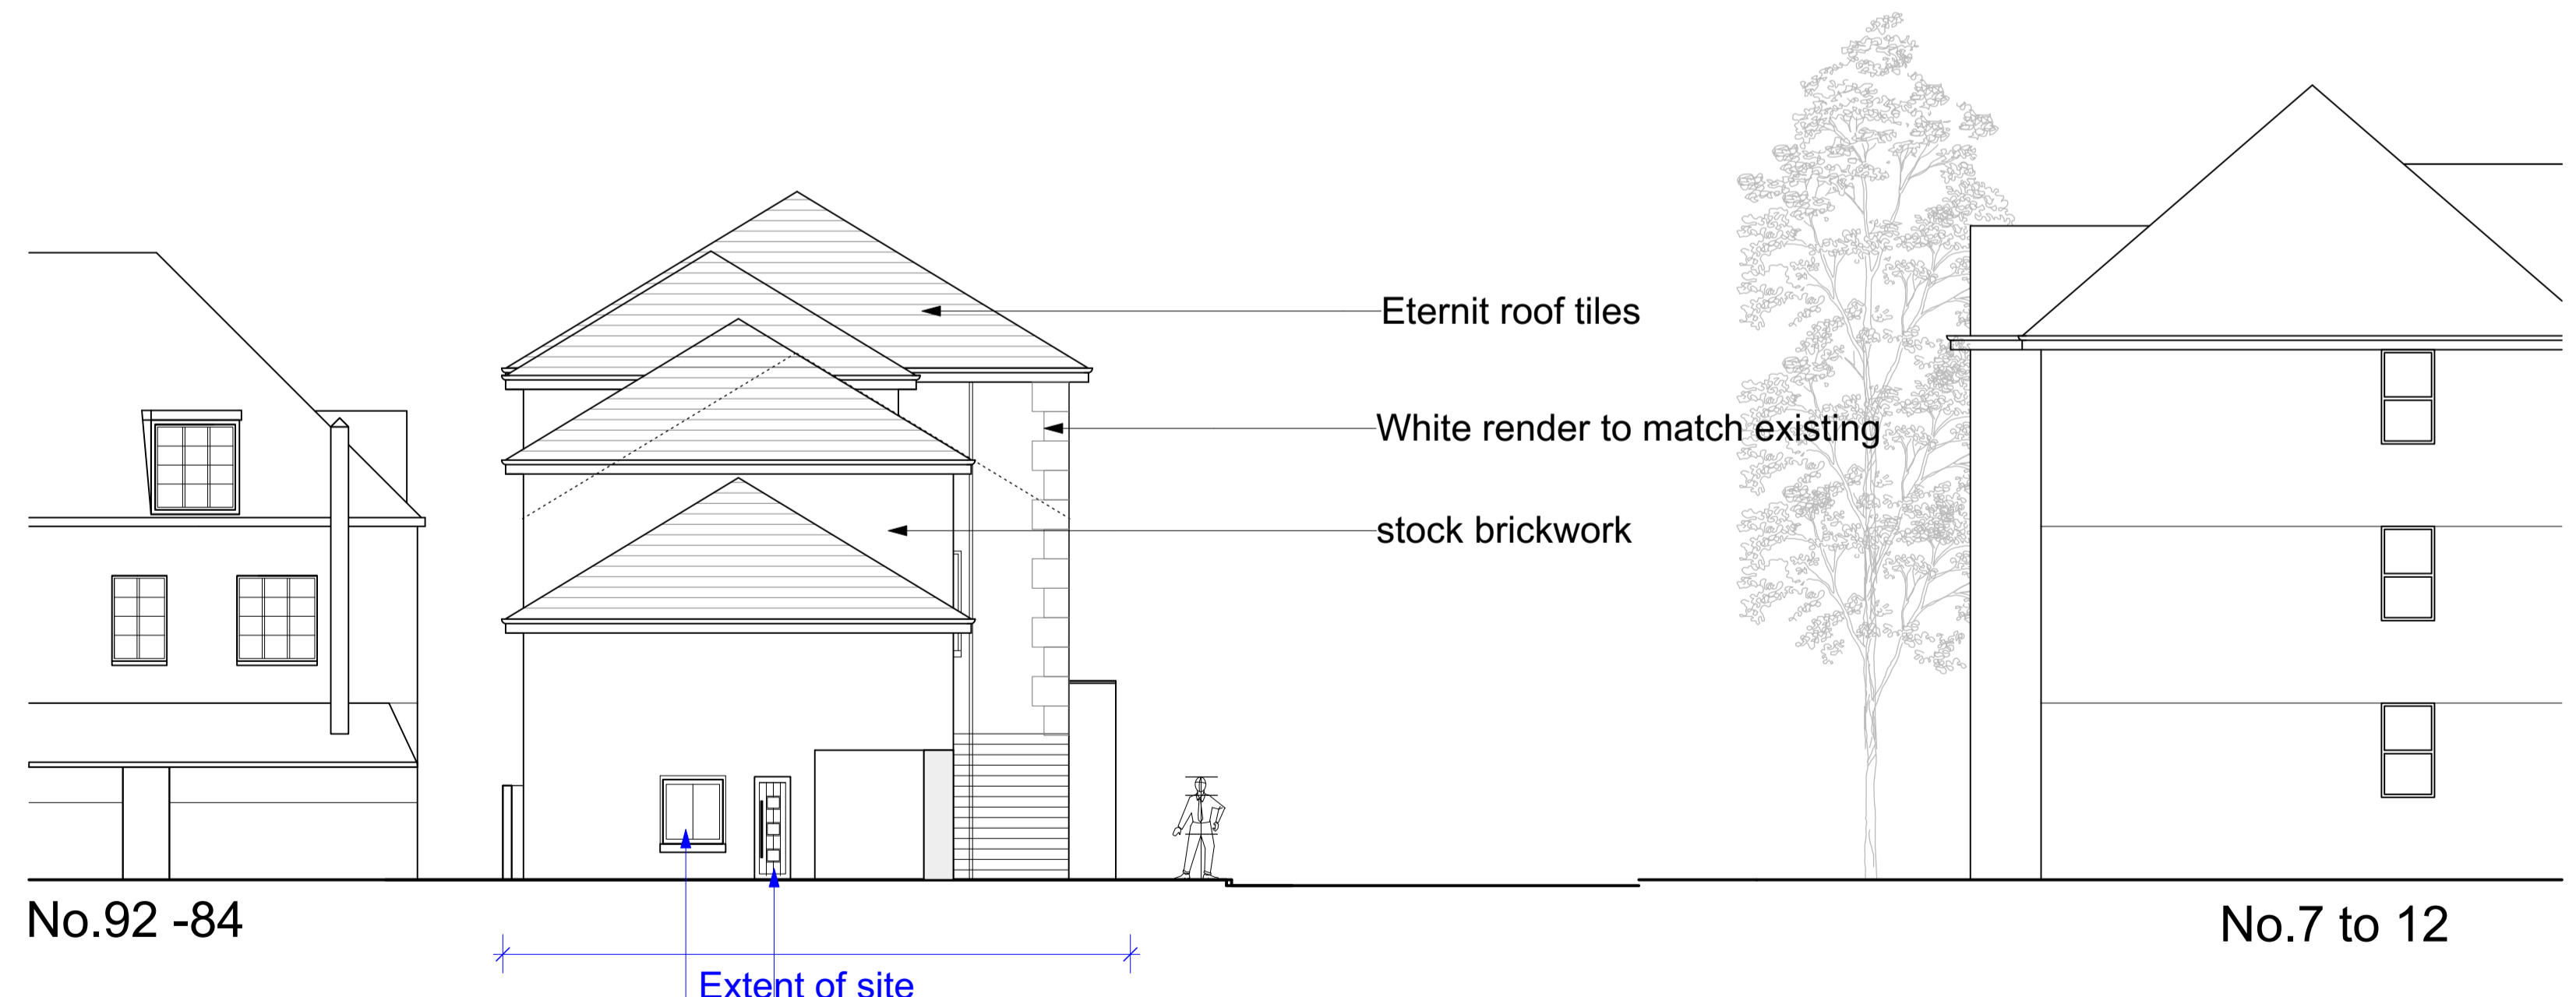 Eternit roof tiles
White render to match existing
stock brickwork
No.92 -84
No.7 to 12
Extent of site